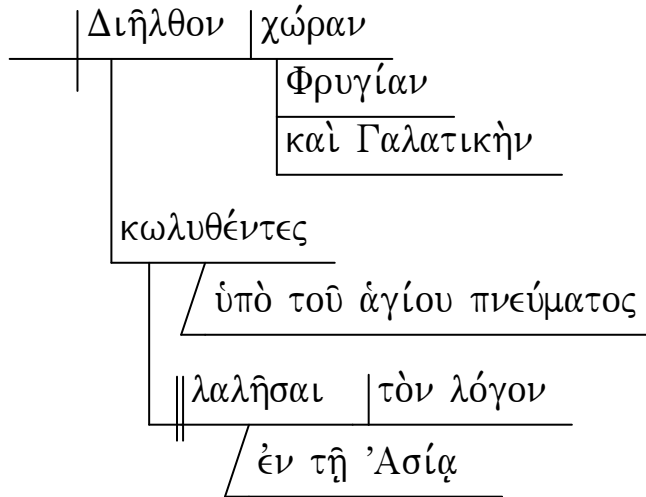 Διῆλθον χώραν
Φρυγίαν
καὶ Γαλατικὴν
κωλυθέντες
ὑπὸ τοῦ ἁγίου πνεύματος
λαλῆσαι τὸν λόγον
ἐν τῇ Ἀσίᾳ